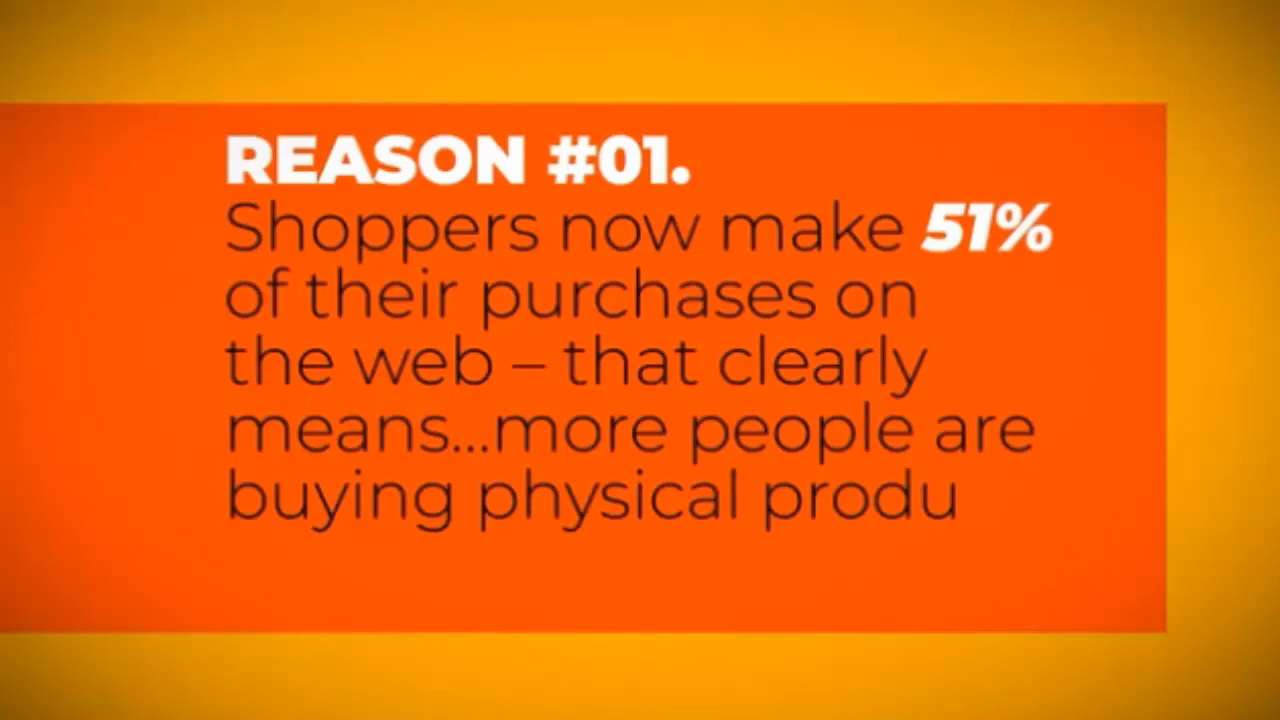 REASON #01.
Shoppers now make 51%
of their purchases on
the web – that clearly
means...more people are
buying physical produ